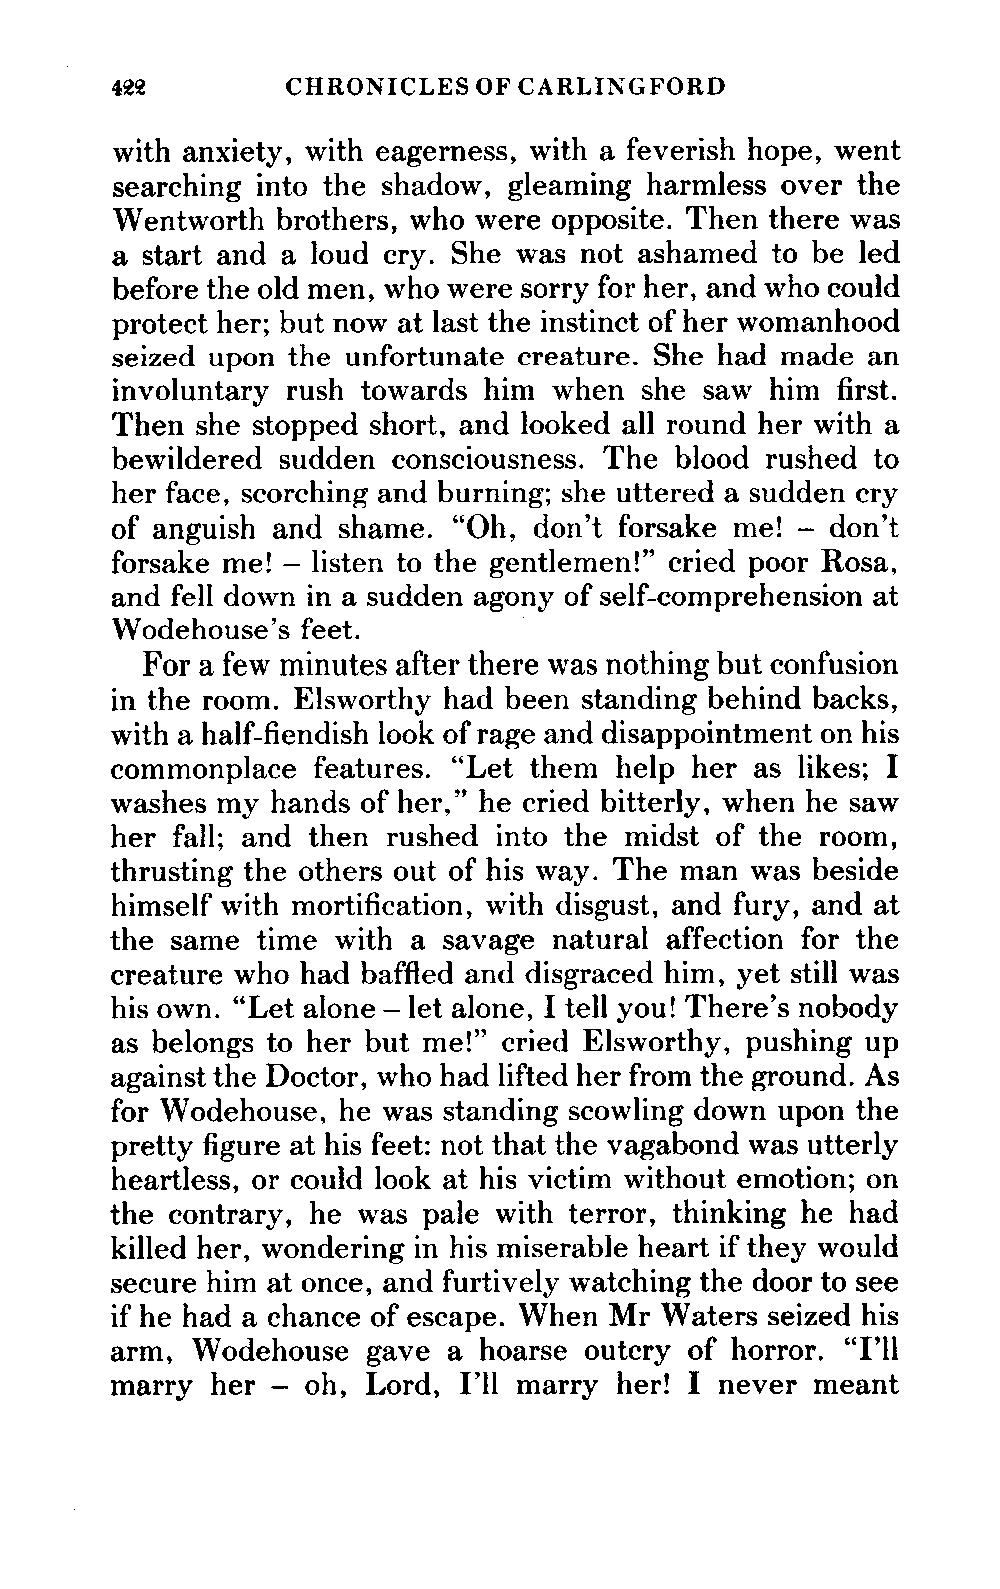 422 CHRONICLES OF CARLINGFORD
with anxiety, with eagerness, with a feverish hope, went
searching into the shadow, gleaming harmless over the
Wentworth brothers, who were opposite. Then there was
a start and a loud cry. She was not ashamed to be led
before the old men, who were sorry for her, and who could
protect her; but now at last the instinct of her womanhood
seized upon the unfortunate creature. She had made an
involuntary rush towards him when she saw him first.
Then she stopped short, and looked all round her with a
bewildered sudden consciousness. The blood rushed to
her face, scorching and burning; she uttered a sudden cry
of anguish and shame. “Oh, don’t forsake me! – don’t
forsake me! – listen to the gentlemen!” cried poor Rosa,
and fell down in a sudden agony of self-comprehension at
Wodehouse’s feet.
For a few minutes after there was nothing but confusion
in the room. Elsworthy had been standing behind backs,
with a half-fiendish look of rage and disappointment on his
commonplace features. “Let them help her as likes; I
washes my hands of her,” he cried bitterly, when he saw
her fall; and then rushed into the midst of the room,
thrusting the others out of his way. The man was beside
himself with mortification, with disgust, and fury, and at
the same time with a savage natural affection for the
creature who had baffled and disgraced him, yet still was
his own. “Let alone – let alone, I tell you! There’s nobody
as belongs to her but me!” cried Elsworthy, pushing up
against the Doctor, who had lifted her from the ground. As
for Wodehouse, he was standing scowling down upon the
pretty figure at his feet: not that the vagabond was utterly
heartless, or could look at his victim without emotion; on
the contrary, he was pale with terror, thinking he had
killed her, wondering in his miserable heart if they would
secure him at once, and furtively watching the door to see
if he had a chance of escape. When Mr Waters seized his
arm, Wodehouse gave a hoarse outcry of horror. “I’ll
marry her – oh, Lord, I’ll marry her! I never meant